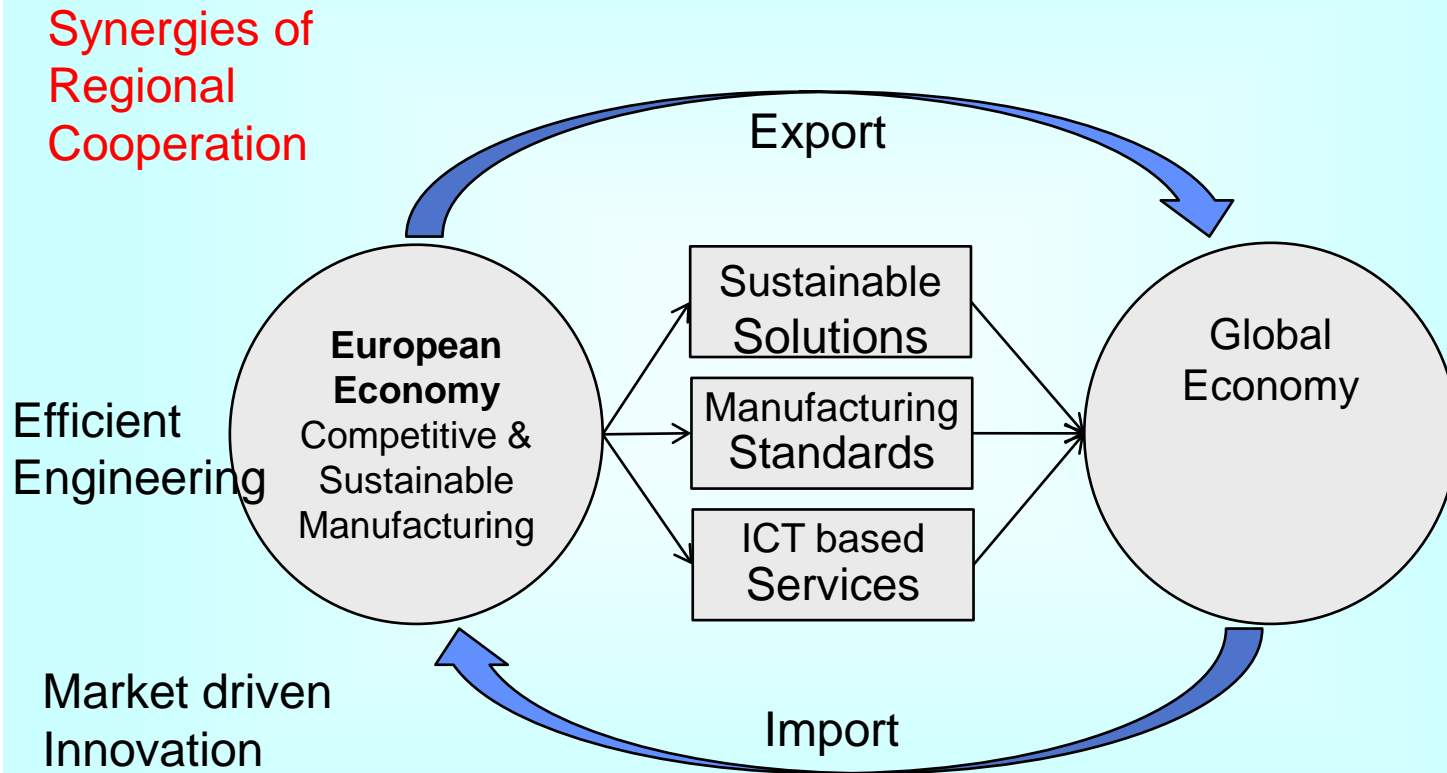 Synergies of
Regional
Cooperation
Export
European
Economy
Competitive &
Sustainable
Manufacturing
Efficient
Engineering
Sustainable
Solutions
Manufacturing
Standards
ICT based
Services
Global
Economy
Market driven
Innovation
Import